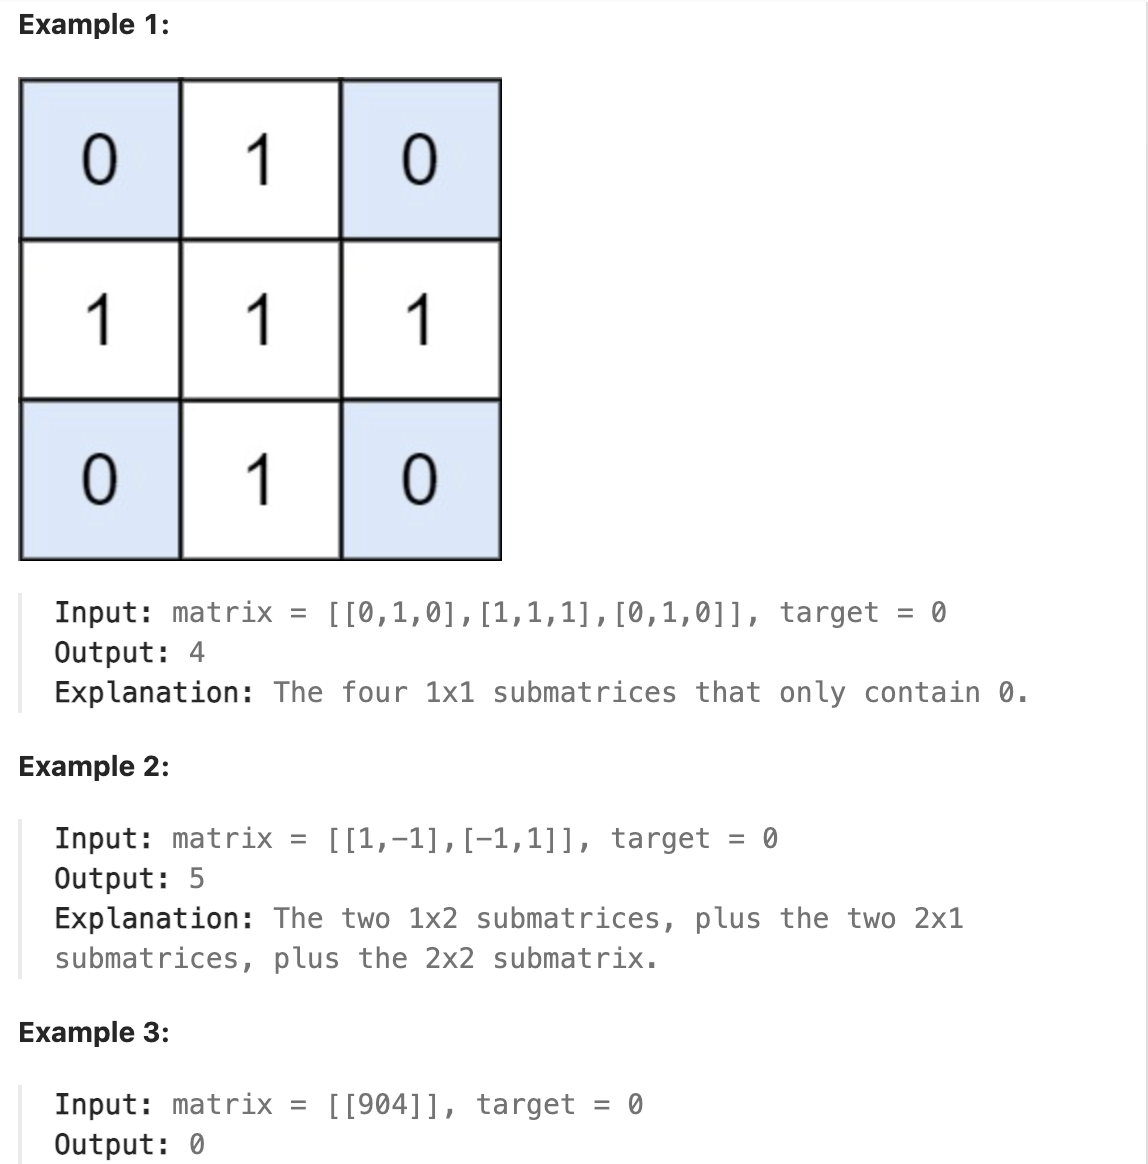 Example 1:
0 1 0
1 1 1
0 1 0
Input: matrix = [[0,1,0],[1,1,1],[0,1,0]], target = 0
Output: 4
Explanation: The four 1x1 submatrices that only contain 0.
Example 2:
Input: matrix = [[1,-1],[-1,1]], target = 0
Output: 5
Explanation: The two 1x2 submatrices, plus the two 2x1
submatrices, plus the 2x2 submatrix.
Example 3:
Input: matrix = [[904]], target = 0
Output: 0